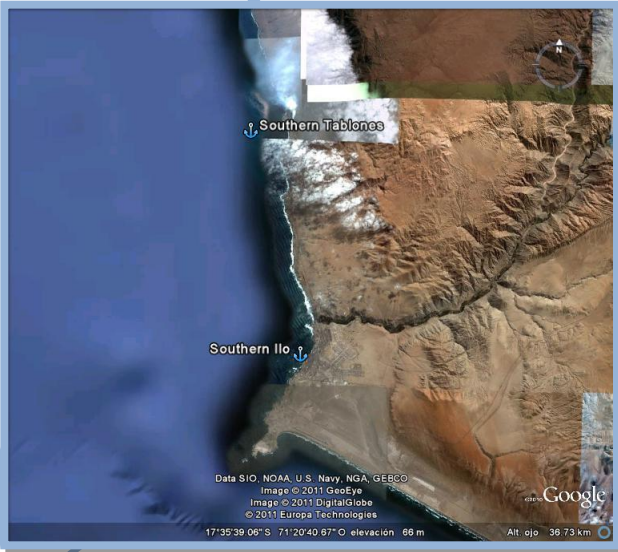 N
Southern Tablones
Southern Ilo
Data SIO, NOAA, U.S. Navy, NGA, GEBCO
Image © 2011 GeoEye
Image © 2011 DigitalGlobe
© 2011 Europa Technologies
©2010 Google
17°35'39.06" S 71°20'40.67" O elevación 66 m
Alt. ojo 36.73 km